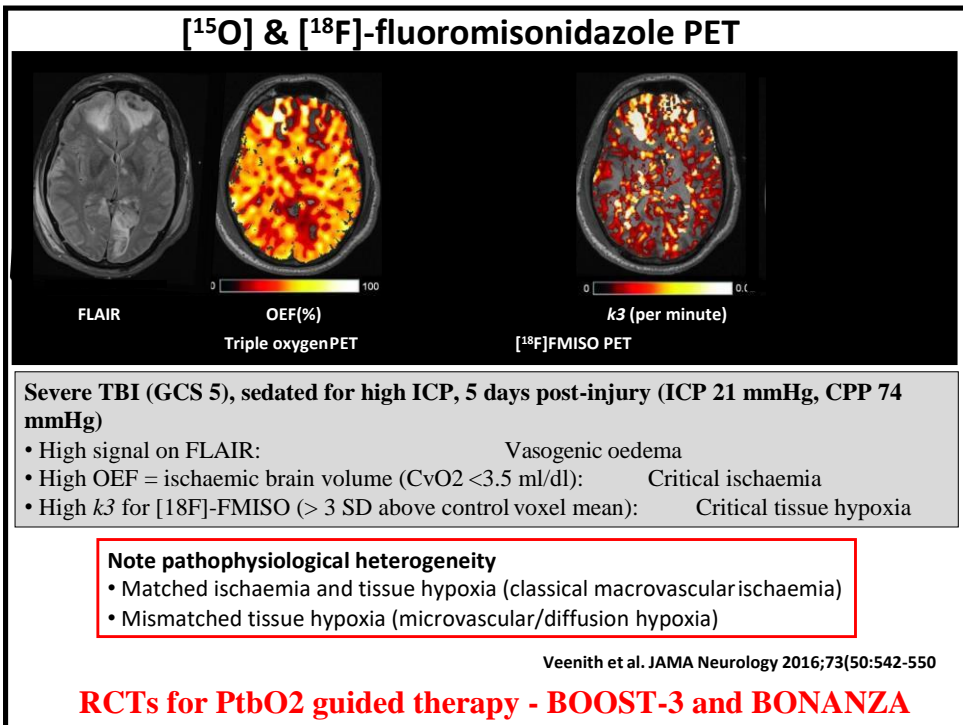 [¹⁵O] & [¹⁸F]-fluoromisonidazole PET
0 100
0 0.0
FLAIR OEF(%) k3 (per minute)
Triple oxygenPET [¹⁸F]FMISO PET
Severe TBI (GCS 5), sedated for high ICP, 5 days post-injury (ICP 21 mmHg, CPP 74
mmHg)
• High signal on FLAIR: Vasogenic oedema
• High OEF = ischaemic brain volume (CvO2 <3.5 ml/dl): Critical ischaemia
• High k3 for [18F]-FMISO (> 3 SD above control voxel mean): Critical tissue hypoxia
Note pathophysiological heterogeneity
• Matched ischaemia and tissue hypoxia (classical macrovascular ischaemia)
• Mismatched tissue hypoxia (microvascular/diffusion hypoxia)
Veenith et al. JAMA Neurology 2016;73(50:542-550
RCTs for PtbO2 guided therapy - BOOST-3 and BONANZA